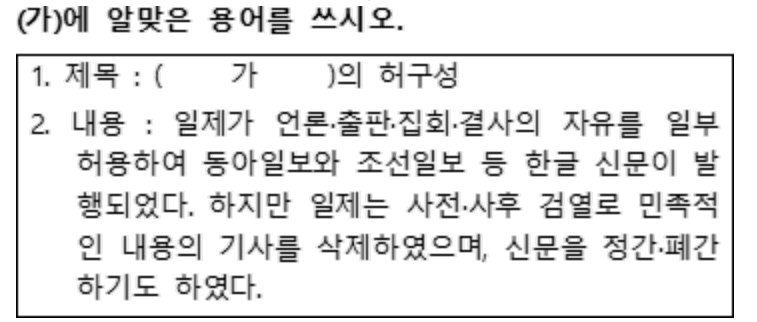 (가)에 알맞은 용어를 쓰시오.
1. 제목 : ( 가 )의 허구성
2. 내용 : 일제가 언론·출판·집회·결사의 자유를 일부
허용하여 동아일보와 조선일보 등 한글 신문이 발
행되었다. 하지만 일제는 사전·사후 검열로 민족적
인 내용의 기사를 삭제하였으며, 신문을 정간·폐간
하기도 하였다.